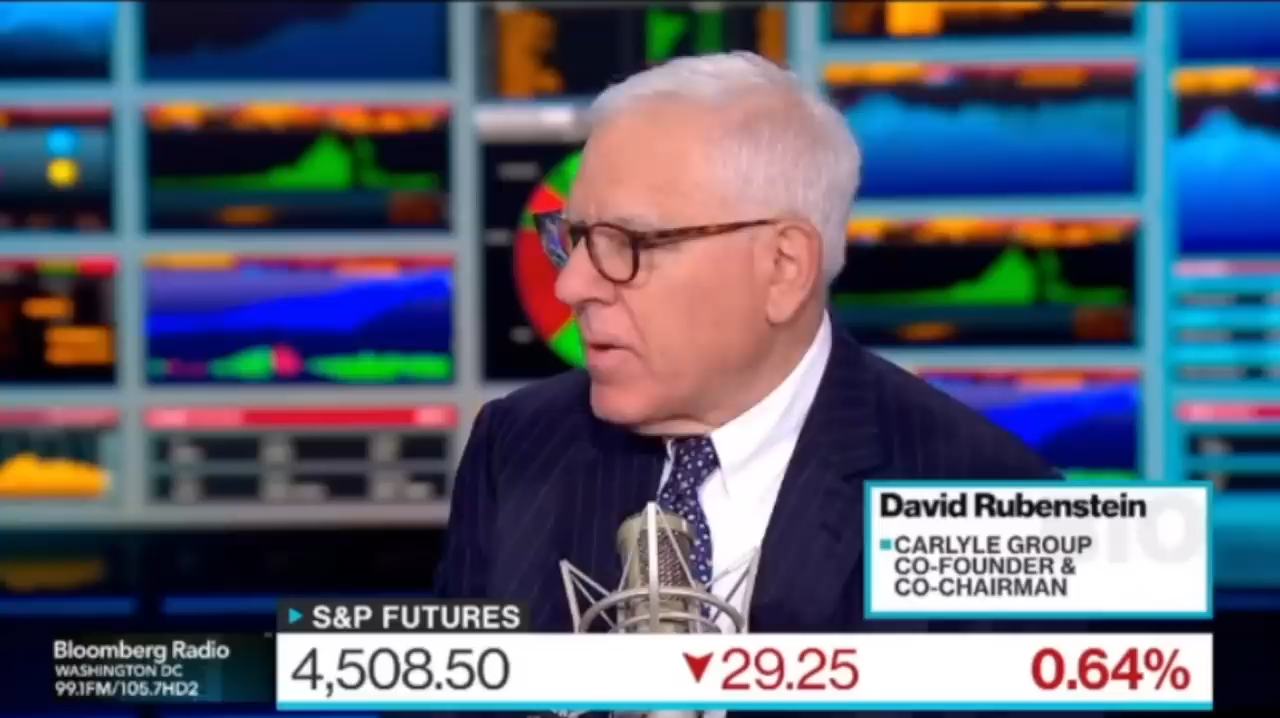 David Rubenstein
CARLYLE GROUP
CO-FOUNDER &
CO-CHAIRMAN
S&P FUTURES
4,508.50 ▼29.25 0.64%
Bloomberg Radio
WASHINGTON DC
99.1FM/105.7HD2